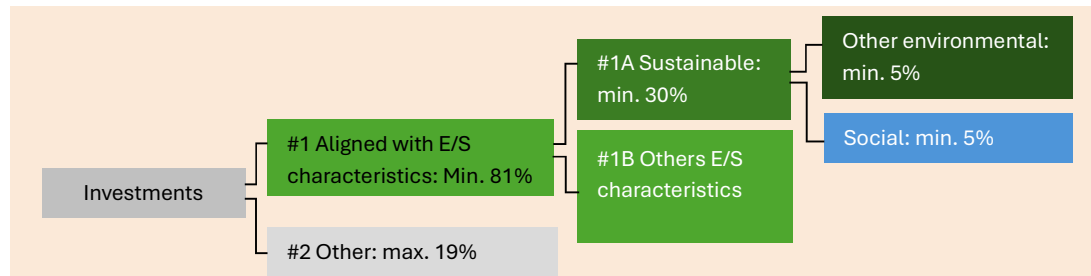 Investments
#1 Aligned with E/S
characteristics: Min. 81%
#2 Other: max. 19%
#1A Sustainable:
min. 30%
#1B Others E/S
characteristics
Other environmental:
min. 5%
Social: min. 5%